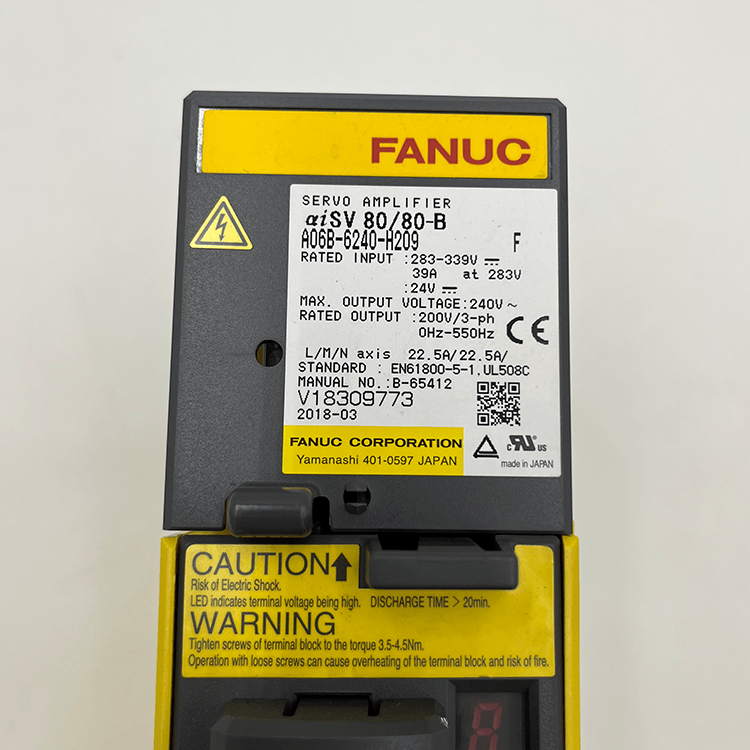 FANUC
SERVO AMPLIFIER
αiSV 80/80-B
A06B-6240-H209 F
RATED INPUT :283-339V ⎓
39A at 283V
:24V ⎓
MAX. OUTPUT VOLTAGE:240V ~
RATED OUTPUT :200V/3-ph
0Hz-550Hz
CE
L/M/N axis 22.5A/22.5A/
STANDARD : EN61800-5-1,UL508C
MANUAL NO.:B-65412
V18309773
2018-03
FANUC CORPORATION
Yamanashi 401-0597 JAPAN
c RU US
made in JAPAN
CAUTION
Risk of Electric Shock.
LED indicates terminal voltage being high. DISCHARGE TIME > 20min.
WARNING
Tighten screws of terminal block to the torque 3.5-4.5Nm.
Operation with loose screws can cause overheating of the terminal block and risk of fire.
8